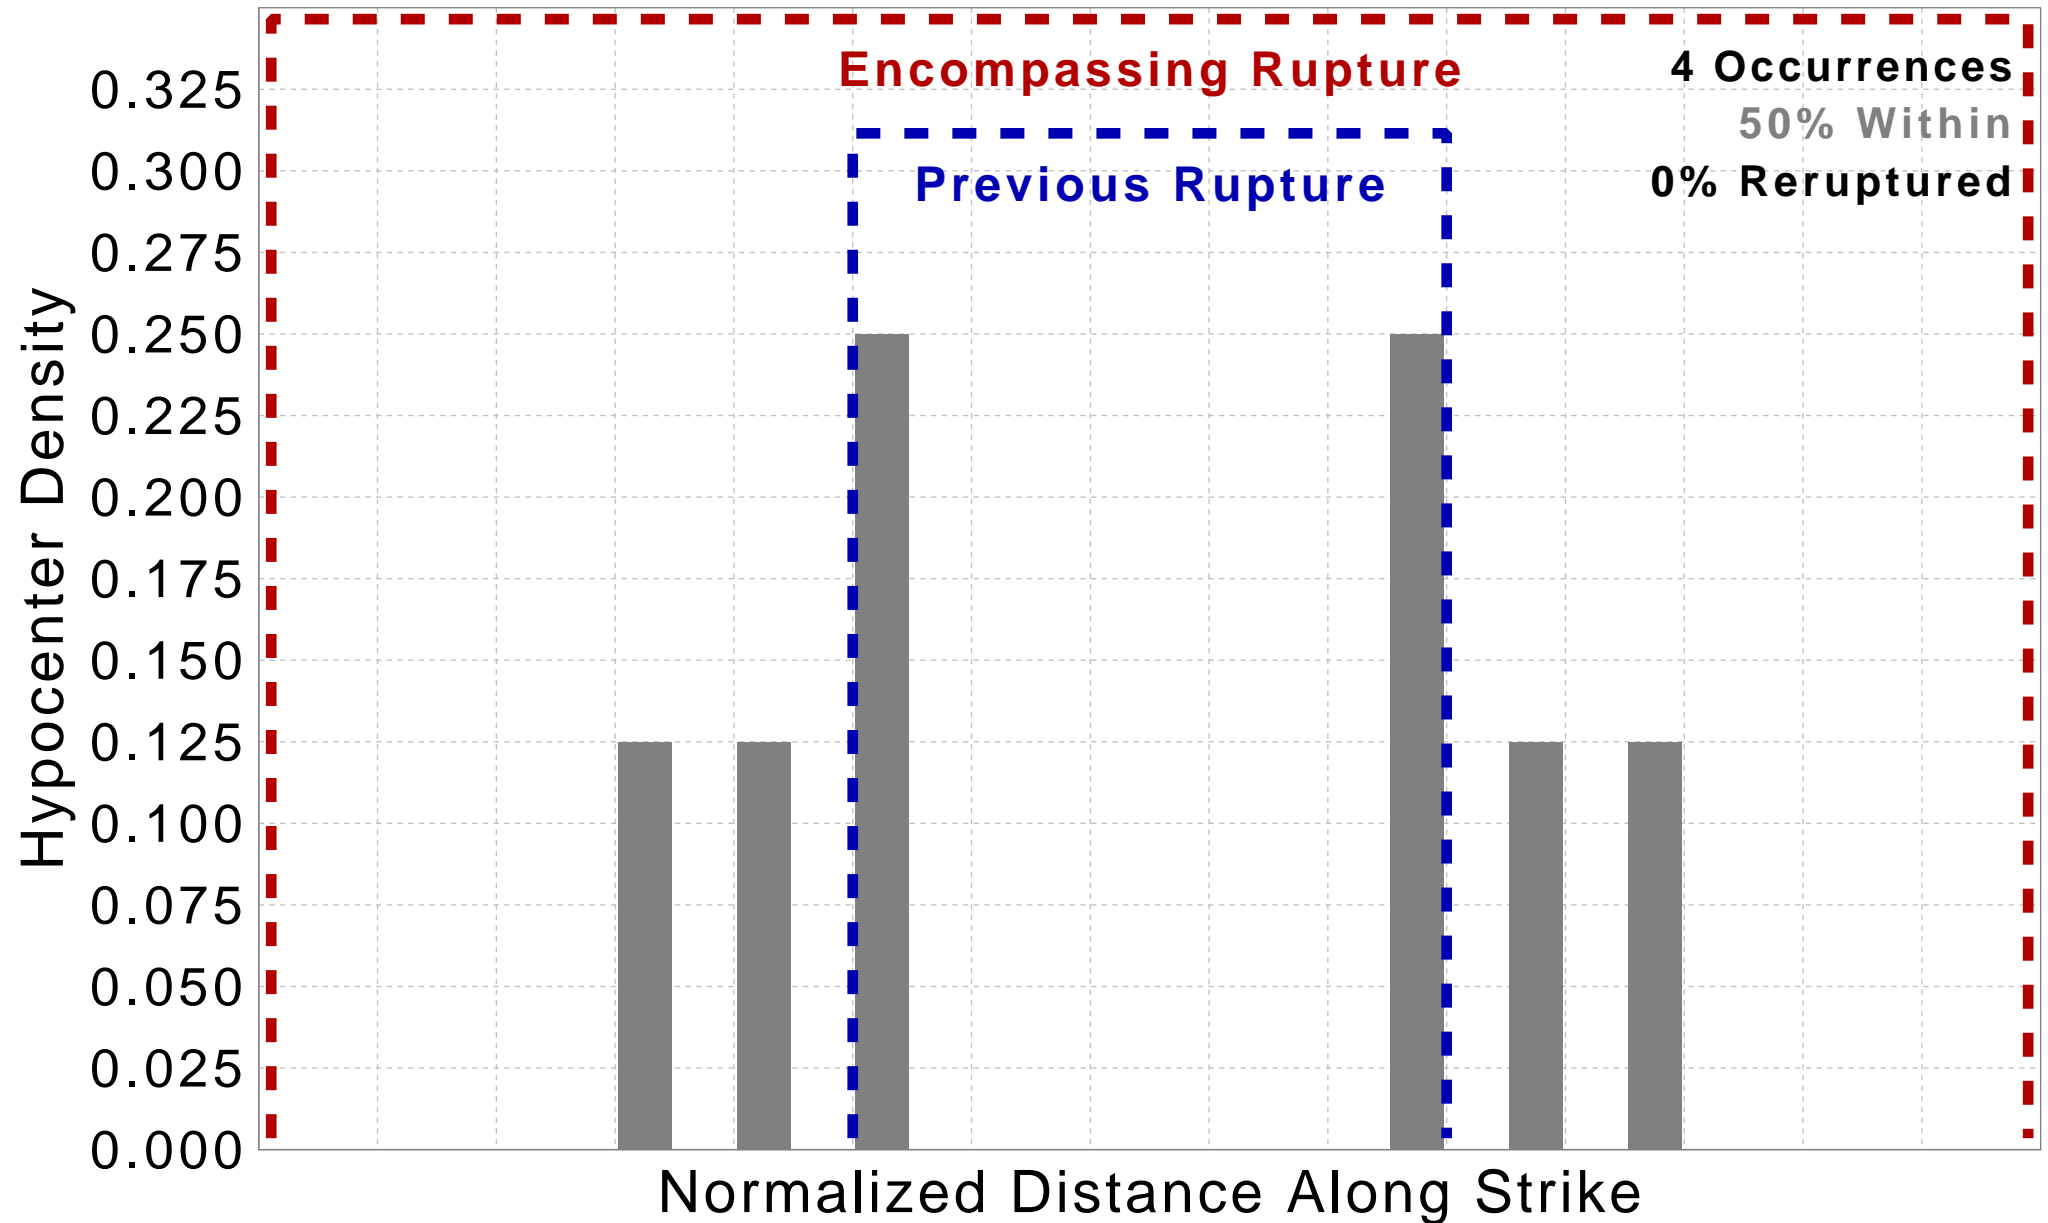 Encompassing Rupture
4 Occurrences
50% Within
0% Reruptured
Previous Rupture
0.325
0.300
0.275
0.250
0.225
0.200
0.175
0.150
0.125
0.100
0.075
0.050
0.025
0.000
Hypocenter Density
Normalized Distance Along Strike